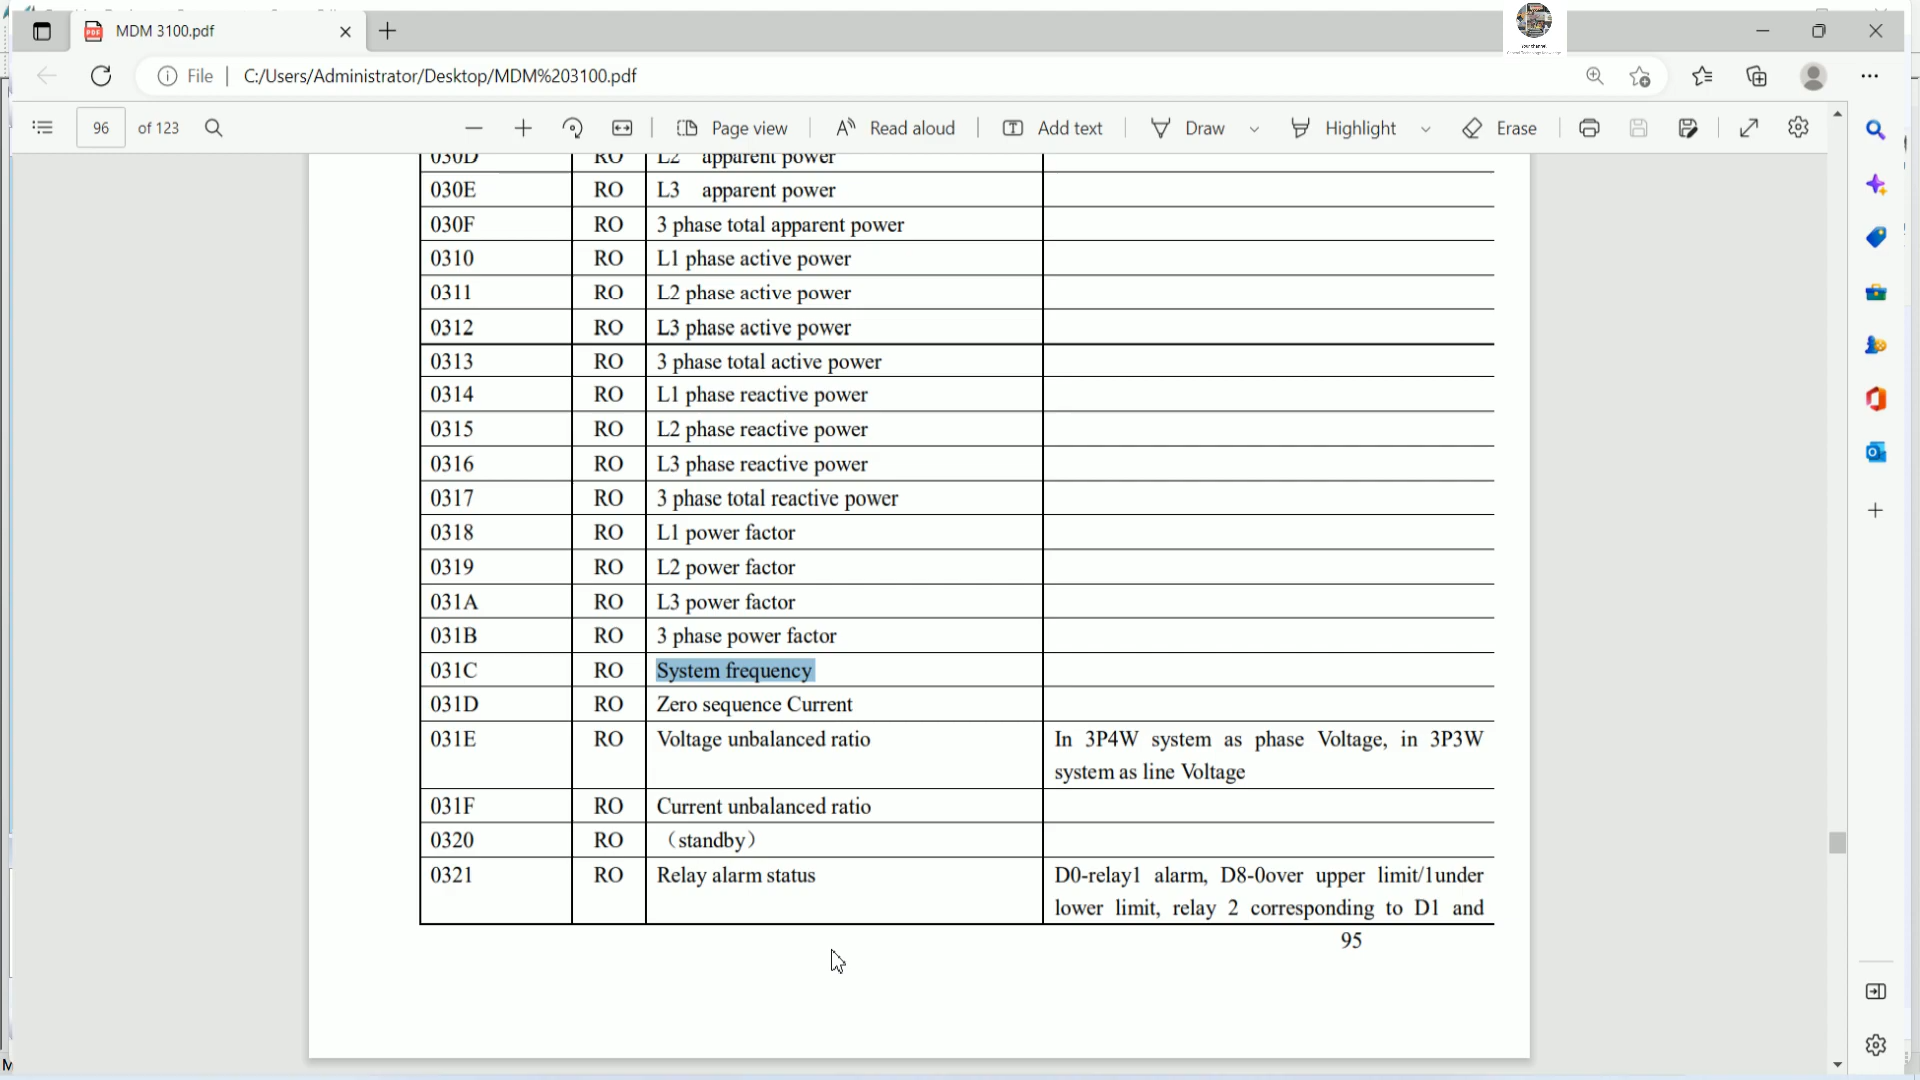 MDM 3100.pdf
Your channel
File
C:/Users/Administrator/Desktop/MDM%203100.pdf
96 of 123
Page view
Read aloud
Add text
Draw
Highlight
Erase
030D RO L2 apparent power
030E RO L3 apparent power
030F RO 3 phase total apparent power
0310 RO L1 phase active power
0311 RO L2 phase active power
0312 RO L3 phase active power
0313 RO 3 phase total active power
0314 RO L1 phase reactive power
0315 RO L2 phase reactive power
0316 RO L3 phase reactive power
0317 RO 3 phase total reactive power
0318 RO L1 power factor
0319 RO L2 power factor
031A RO L3 power factor
031B RO 3 phase power factor
031C RO System frequency
031D RO Zero sequence Current
031E RO Voltage unbalanced ratio In 3P4W system as phase Voltage, in 3P3W
system as line Voltage
031F RO Current unbalanced ratio
0320 RO （standby）
0321 RO Relay alarm status D0-relay1 alarm, D8-0over upper limit/1under
lower limit, relay 2 corresponding to D1 and
95